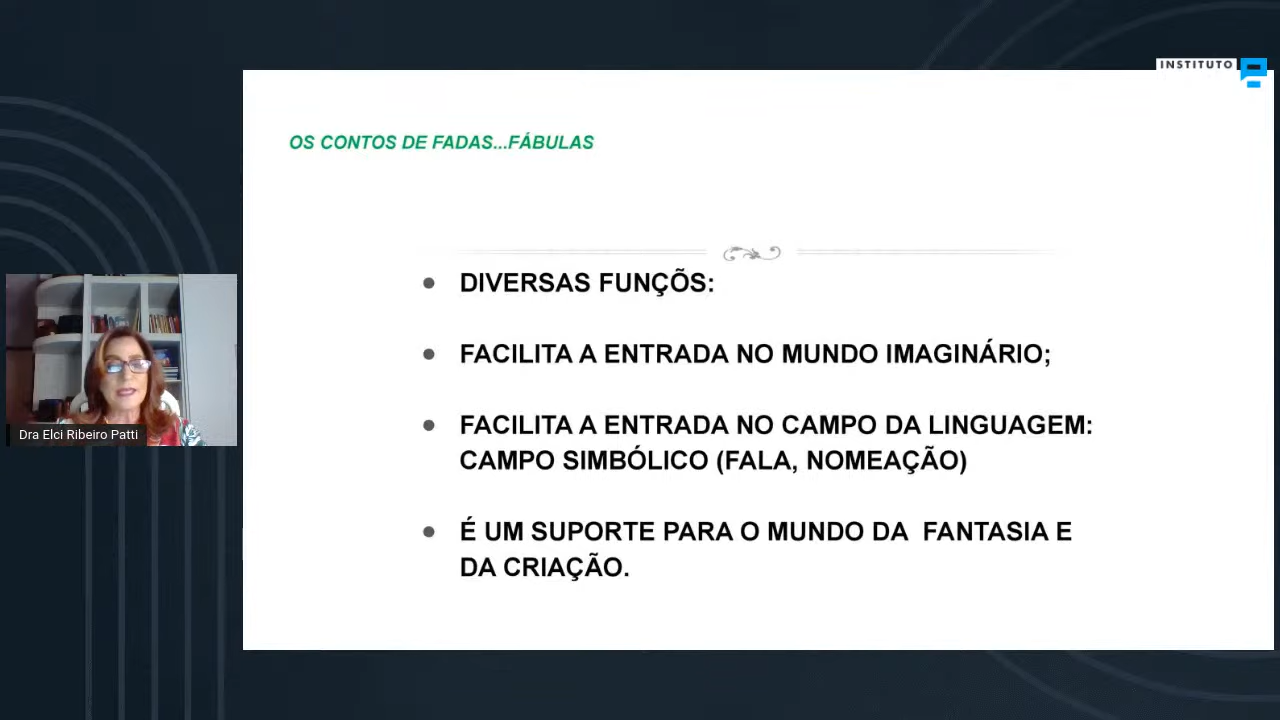 INSTITUTO
OS CONTOS DE FADAS...FÁBULAS
DIVERSAS FUNÇÕS:
FACILITA A ENTRADA NO MUNDO IMAGINÁRIO;
FACILITA A ENTRADA NO CAMPO DA LINGUAGEM:
CAMPO SIMBÓLICO (FALA, NOMEAÇÃO)
É UM SUPORTE PARA O MUNDO DA  FANTASIA E
DA CRIAÇÃO.
Dra Elci Ribeiro Patti